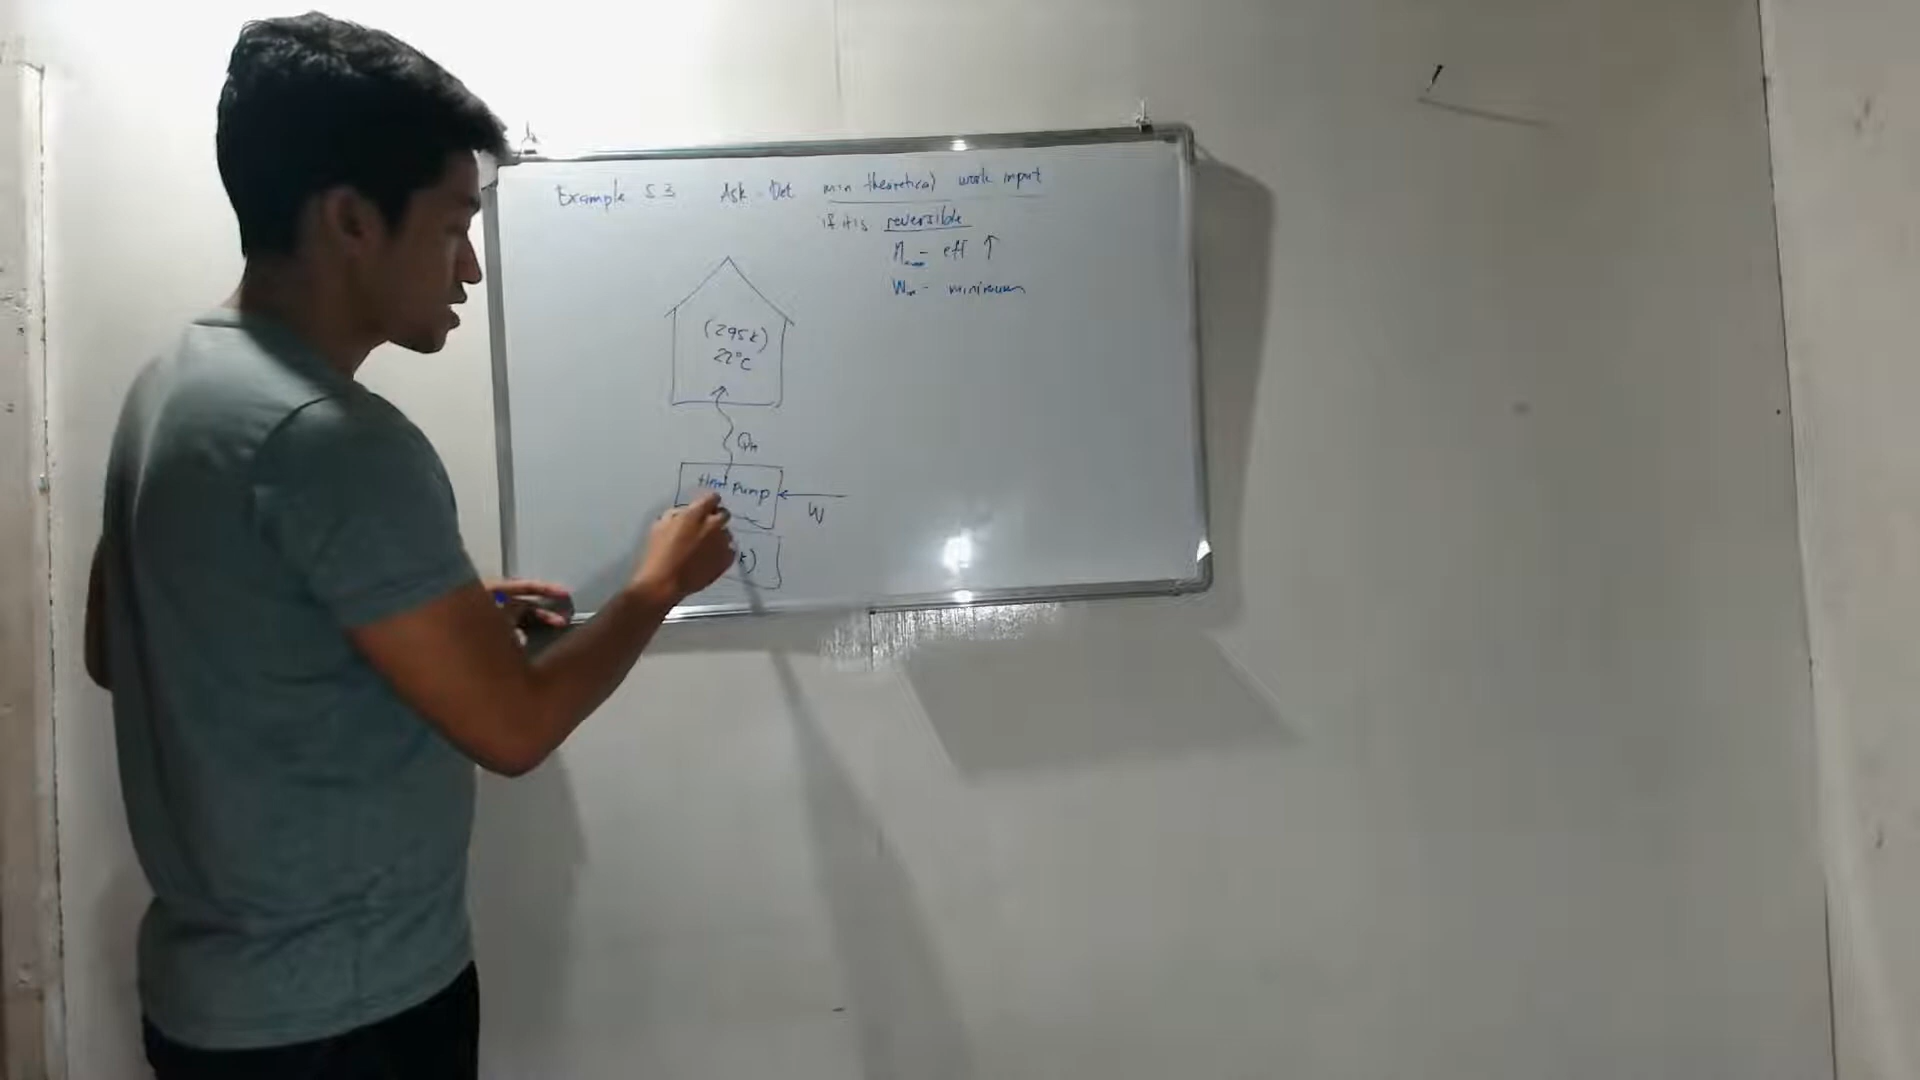 Example 5.3 Ask - Det min theoretical work input
if it is reversible
η - eff ↑
W - minimum
(295k)
22°C
QH
Heat Pump
W
k)